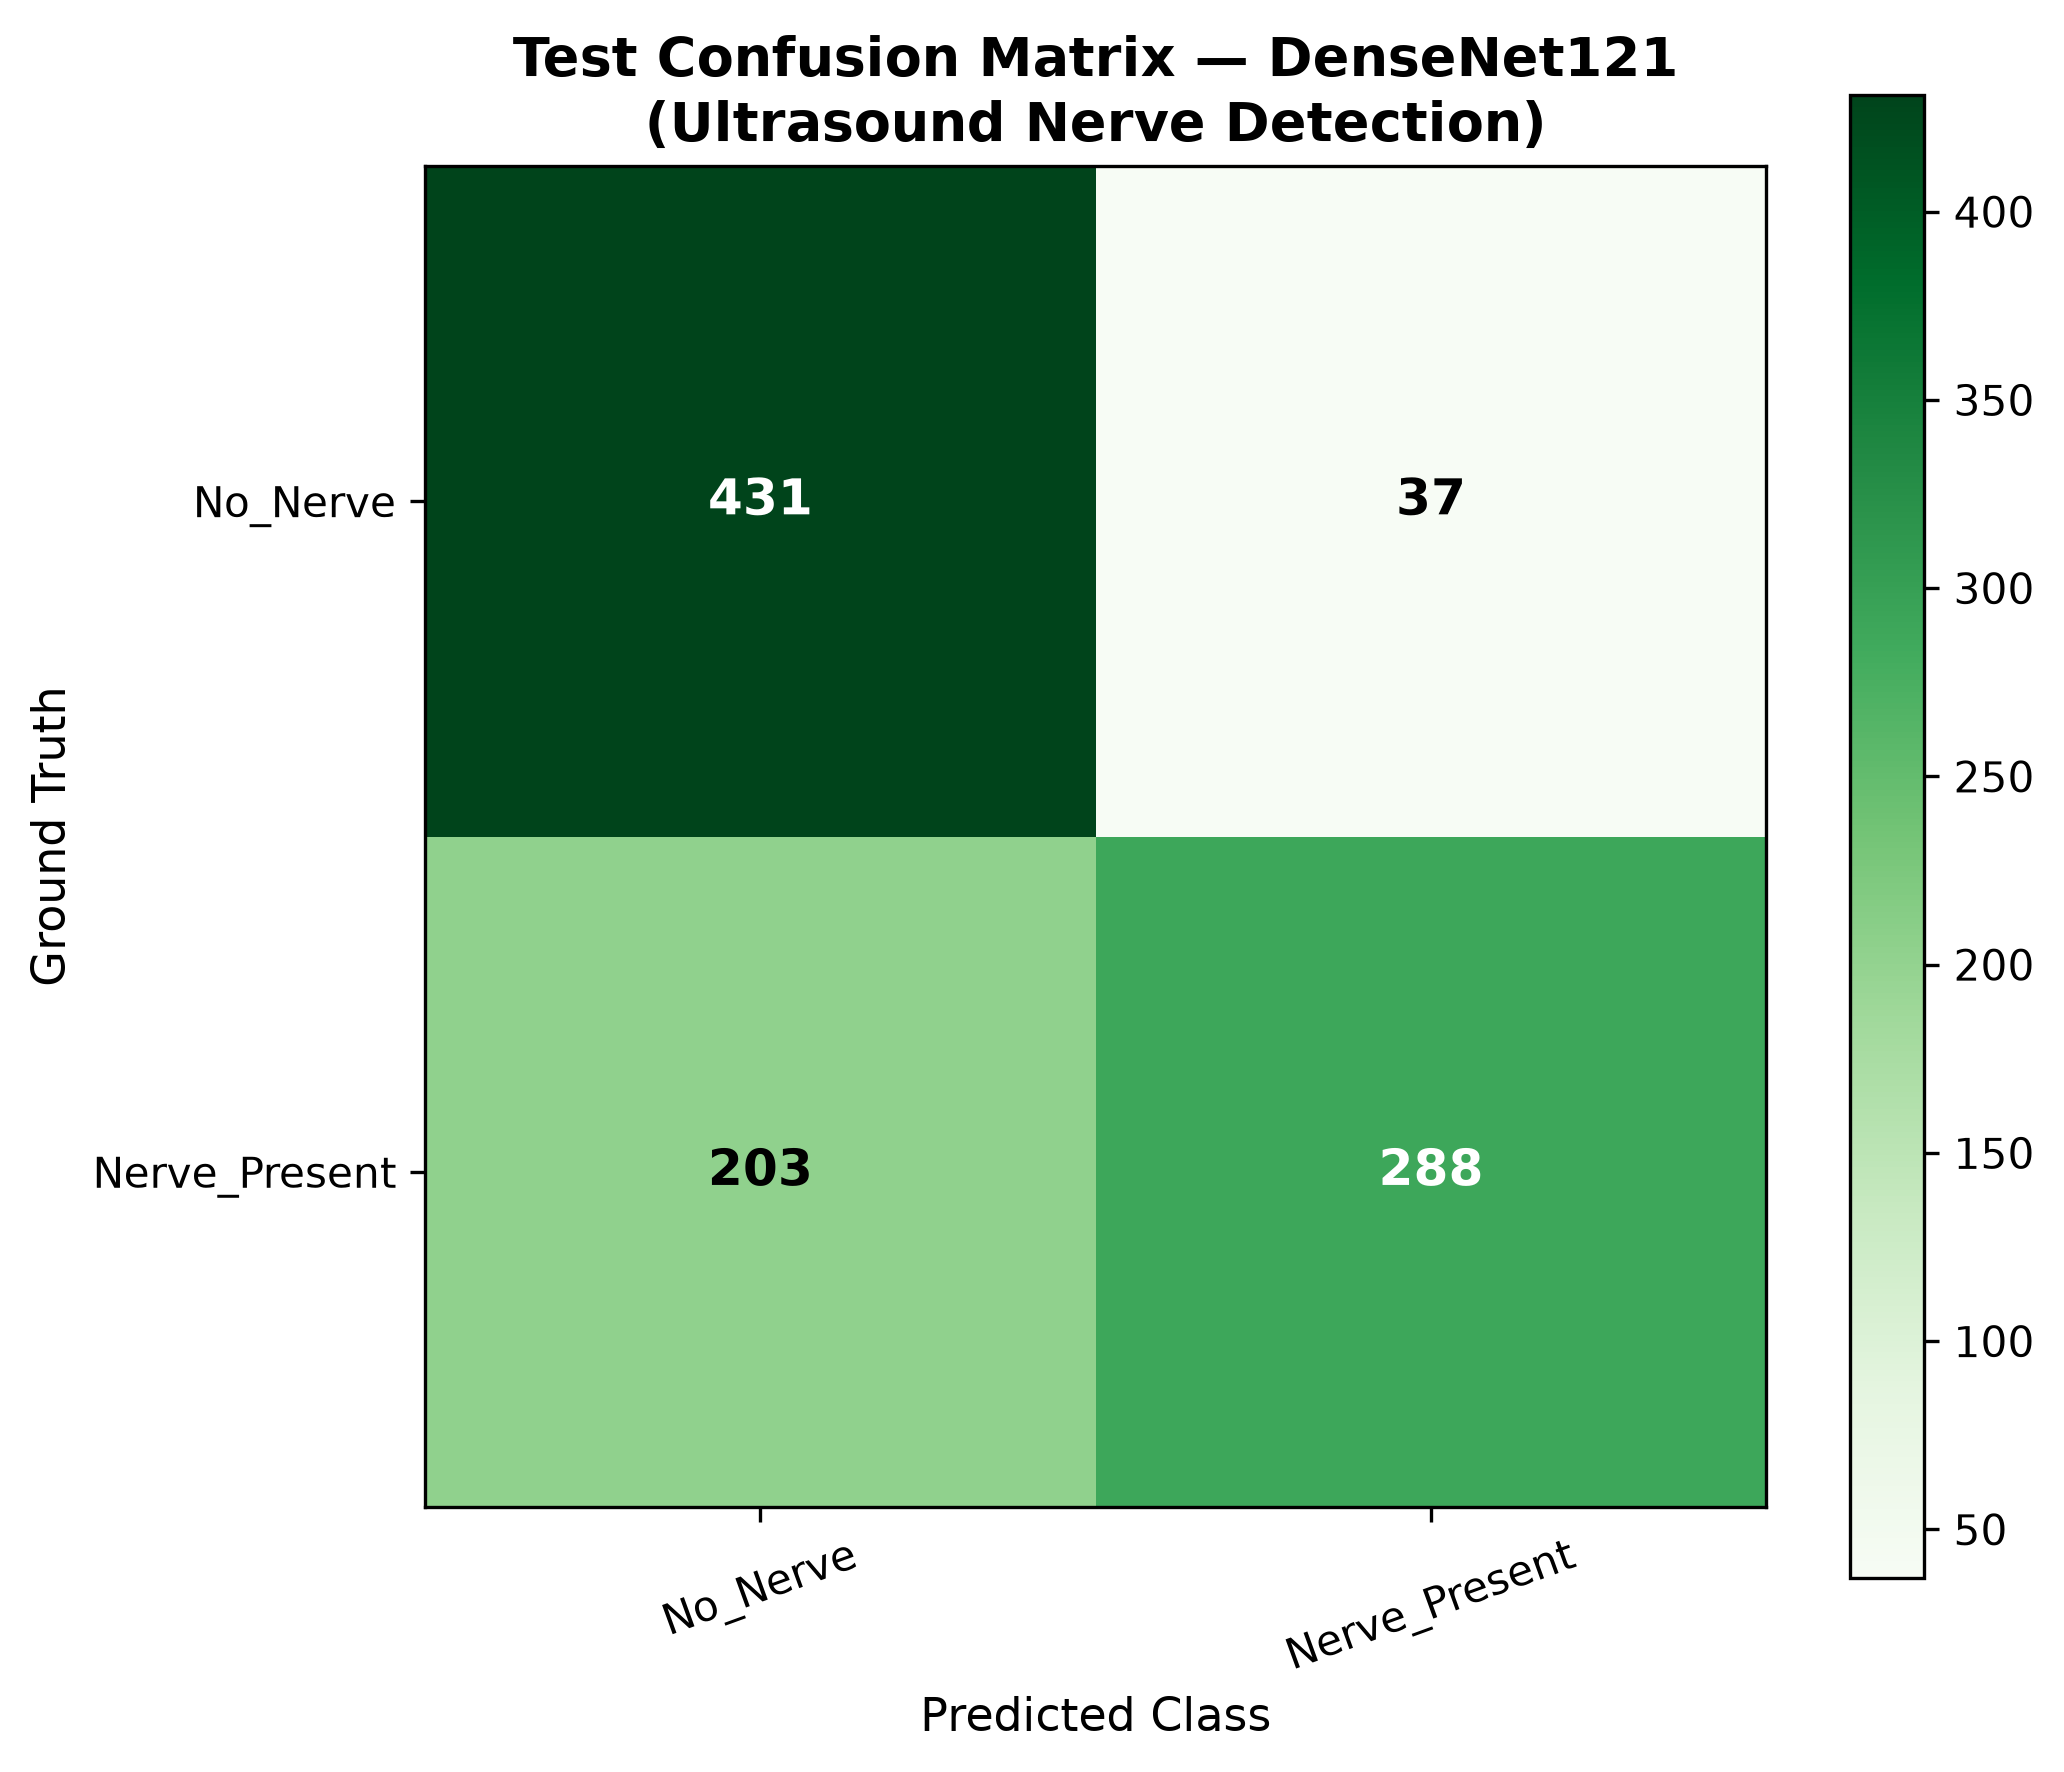 Test Confusion Matrix — DenseNet121
(Ultrasound Nerve Detection)
Ground Truth
No_Nerve
431
37
Nerve_Present
203
288
No_Nerve
Nerve_Present
Predicted Class
400
350
300
250
200
150
100
50